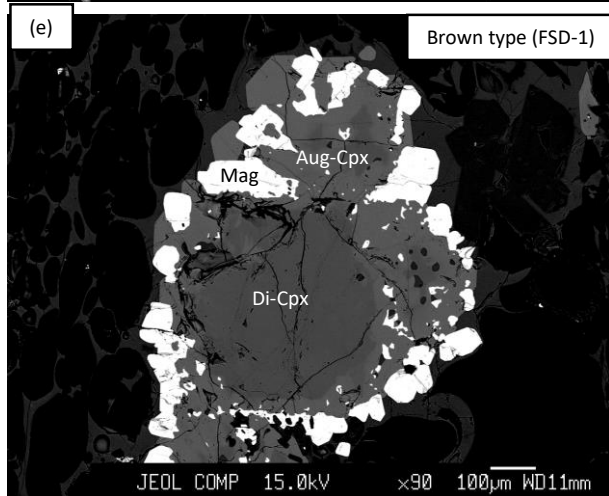 (e)
Brown type (FSD-1)
Aug-Cpx
Mag
Di-Cpx
JEOL COMP 15.0kV ×90 100μm WD11mm